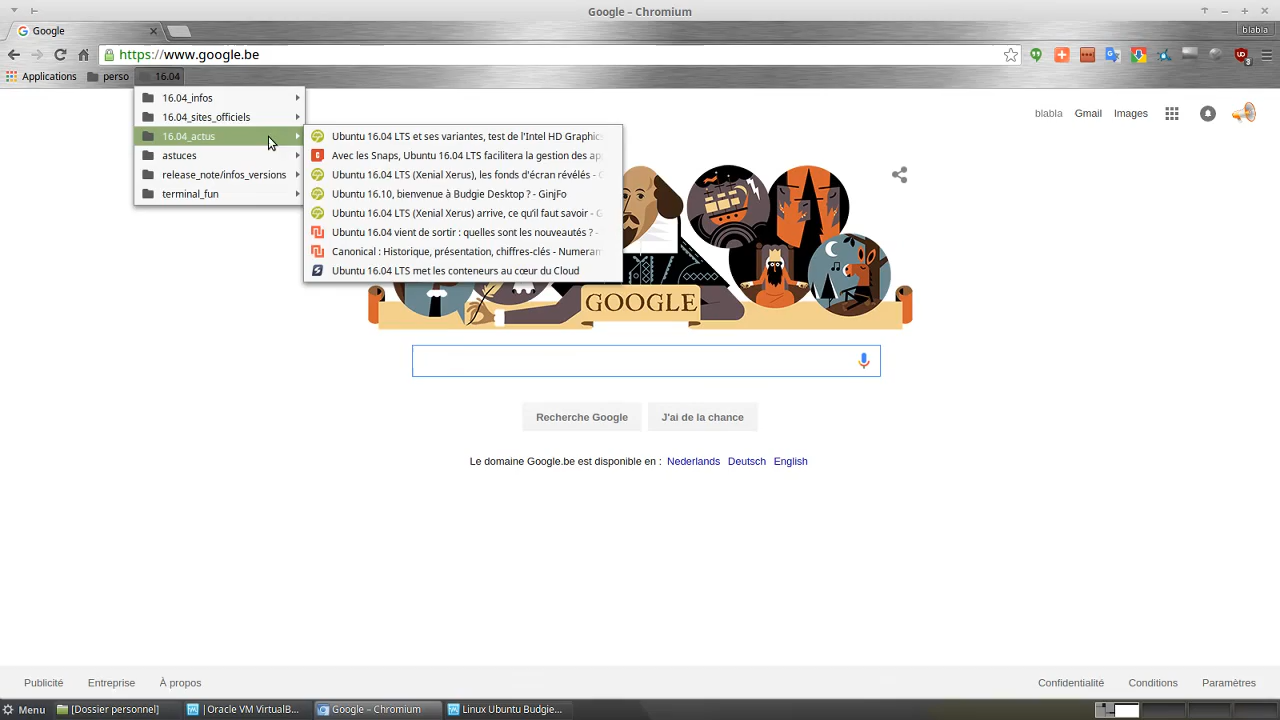 Google – Chromium
Google
blabla
https://www.google.be
3
Applications
perso
16.04
16.04_infos
16.04_sites_officiels
16.04_actus
astuces
release_note/infos_versions
terminal_fun
Ubuntu 16.04 LTS et ses variantes, test de l'Intel HD Graphics
Avec les Snaps, Ubuntu 16.04 LTS facilitera la gestion des ap
Ubuntu 16.04 LTS (Xenial Xerus), les fonds d'écran révélés - G
Ubuntu 16.10, bienvenue à Budgie Desktop ? - GinjFo
Ubuntu 16.04 LTS (Xenial Xerus) arrive, ce qu'il faut savoir - G
Ubuntu 16.04 vient de sortir : quelles sont les nouveautés ? -
Canonical : Historique, présentation, chiffres-clés - Numeram
Ubuntu 16.04 LTS met les conteneurs au cœur du Cloud
blabla Gmail Images
GOOGLE
Recherche Google J'ai de la chance
Le domaine Google.be est disponible en : Nederlands Deutsch English
Publicité Entreprise À propos Confidentialité Conditions Paramètres
Menu [Dossier personnel] | Oracle VM VirtualB... Google – Chromium Linux Ubuntu Budgie...